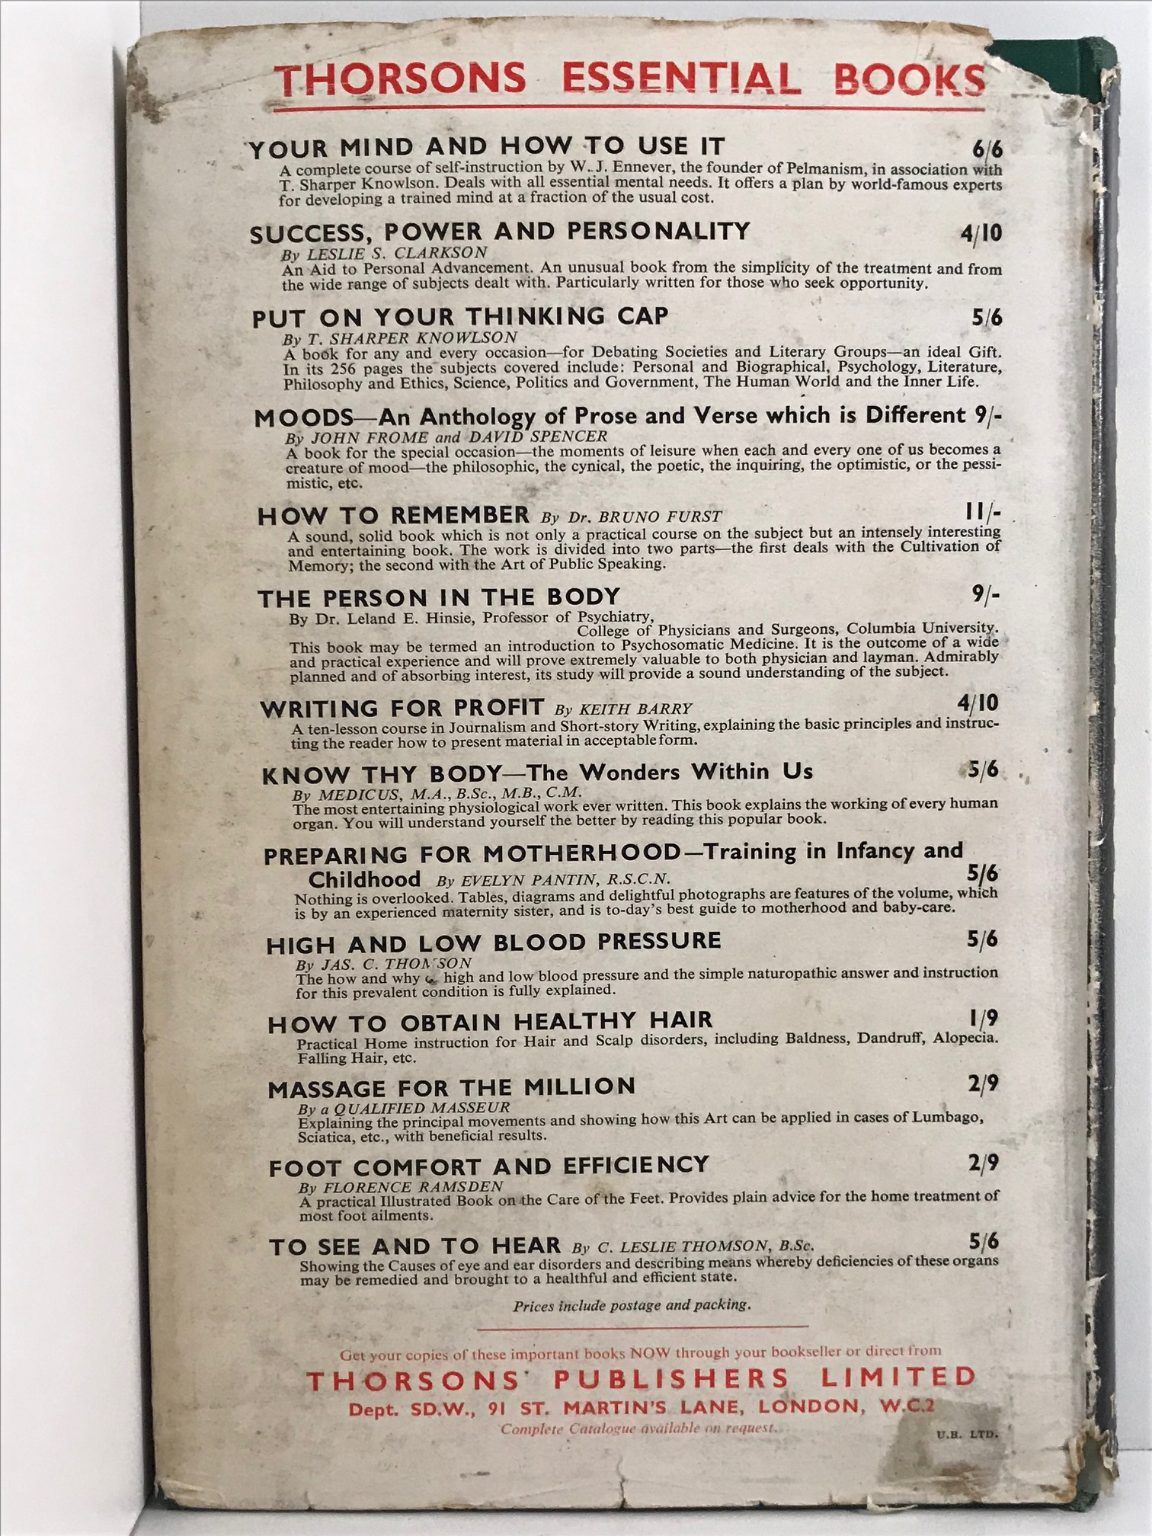 THORSONS ESSENTIAL BOOKS
YOUR MIND AND HOW TO USE IT 6/6
A complete course of self-instruction by W. J. Ennever, the founder of Pelmanism, in association with
T. Sharper Knowlson. Deals with all essential mental needs. It offers a plan by world-famous experts
for developing a trained mind at a fraction of the usual cost.
SUCCESS, POWER AND PERSONALITY 4/10
By LESLIE S. CLARKSON
An Aid to Personal Advancement. An unusual book from the simplicity of the treatment and from
the wide range of subjects dealt with. Particularly written for those who seek opportunity.
PUT ON YOUR THINKING CAP 5/6
By T. SHARPER KNOWLSON
A book for any and every occasion—for Debating Societies and Literary Groups—an ideal Gift.
In its 256 pages the subjects covered include: Personal and Biographical, Psychology, Literature,
Philosophy and Ethics, Science, Politics and Government, The Human World and the Inner Life.
MOODS—An Anthology of Prose and Verse which is Different 9/-
By JOHN FROME and DAVID SPENCER
A book for the special occasion—the moments of leisure when each and every one of us becomes a
creature of mood—the philosophic, the cynical, the poetic, the inquiring, the optimistic, or the pessi-
mistic, etc.
HOW TO REMEMBER By Dr. BRUNO FURST 11/-
A sound, solid book which is not only a practical course on the subject but an intensely interesting
and entertaining book. The work is divided into two parts—the first deals with the Cultivation of
Memory; the second with the Art of Public Speaking.
THE PERSON IN THE BODY 9/-
By Dr. Leland E. Hinsie, Professor of Psychiatry,
College of Physicians and Surgeons, Columbia University.
This book may be termed an introduction to Psychosomatic Medicine. It is the outcome of a wide
and practical experience and will prove extremely valuable to both physician and layman. Admirably
planned and of absorbing interest, its study will provide a sound understanding of the subject.
WRITING FOR PROFIT By KEITH BARRY 4/10
A ten-lesson course in Journalism and Short-story Writing, explaining the basic principles and instruc-
ting the reader how to present material in acceptable form.
KNOW THY BODY—The Wonders Within Us 5/6
By MEDICUS, M.A., B.Sc., M.B., C.M.
The most entertaining physiological work ever written. This book explains the working of every human
organ. You will understand yourself the better by reading this popular book.
PREPARING FOR MOTHERHOOD—Training in Infancy and
Childhood By EVELYN PANTIN, R.S.C.N. 5/6
Nothing is overlooked. Tables, diagrams and delightful photographs are features of the volume, which
is by an experienced maternity sister, and is to-day's best guide to motherhood and baby-care.
HIGH AND LOW BLOOD PRESSURE 5/6
By JAS. C. THOMSON
The how and why of high and low blood pressure and the simple naturopathic answer and instruction
for this prevalent condition is fully explained.
HOW TO OBTAIN HEALTHY HAIR 1/9
Practical Home instruction for Hair and Scalp disorders, including Baldness, Dandruff, Alopecia.
Falling Hair, etc.
MASSAGE FOR THE MILLION 2/9
By a QUALIFIED MASSEUR
Explaining the principal movements and showing how this Art can be applied in cases of Lumbago,
Sciatica, etc., with beneficial results.
FOOT COMFORT AND EFFICIENCY 2/9
By FLORENCE RAMSDEN
A practical Illustrated Book on the Care of the Feet. Provides plain advice for the home treatment of
most foot ailments.
TO SEE AND TO HEAR By C. LESLIE THOMSON, B.Sc. 5/6
Showing the Causes of eye and ear disorders and describing means whereby deficiencies of these organs
may be remedied and brought to a healthful and efficient state.
Prices include postage and packing.
Get your copies of these important books NOW through your bookseller or direct from
THORSONS PUBLISHERS LIMITED
Dept. SD.W., 91 ST. MARTIN'S LANE, LONDON, W.C.2
Complete Catalogue available on request.
U.B. LTD.